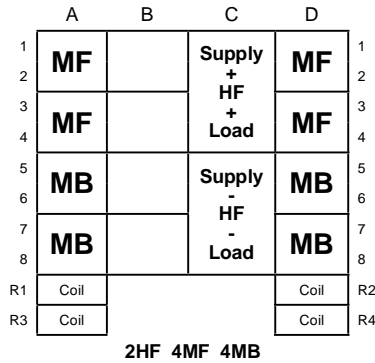 A B C D
1 Supply 1
MF + MF
2 HF 2
3 + 3
MF Load MF
4 4
5 Supply 5
MB - MB
6 HF 6
7 - 7
MB Load MB
8 8
R1 Coil Coil R2
R3 Coil Coil R4
2HF 4MF 4MB